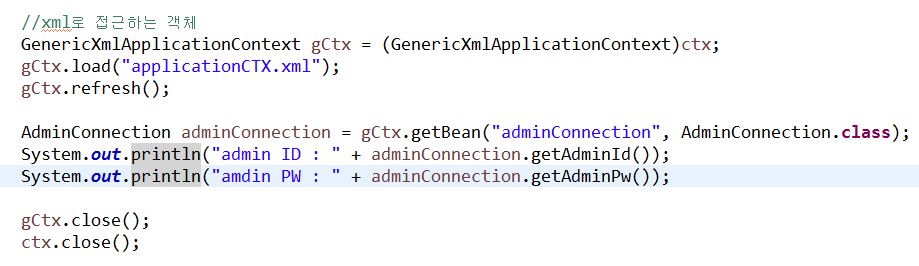 //xml로 접근하는 객체
GenericXmlApplicationContext gCtx = (GenericXmlApplicationContext)ctx;
gCtx.load("applicationCTX.xml");
gCtx.refresh();
AdminConnection adminConnection = gCtx.getBean("adminConnection", AdminConnection.class);
System.out.println("admin ID : " + adminConnection.getAdminId());
System.out.println("amdin PW : " + adminConnection.getAdminPw());
gCtx.close();
ctx.close();